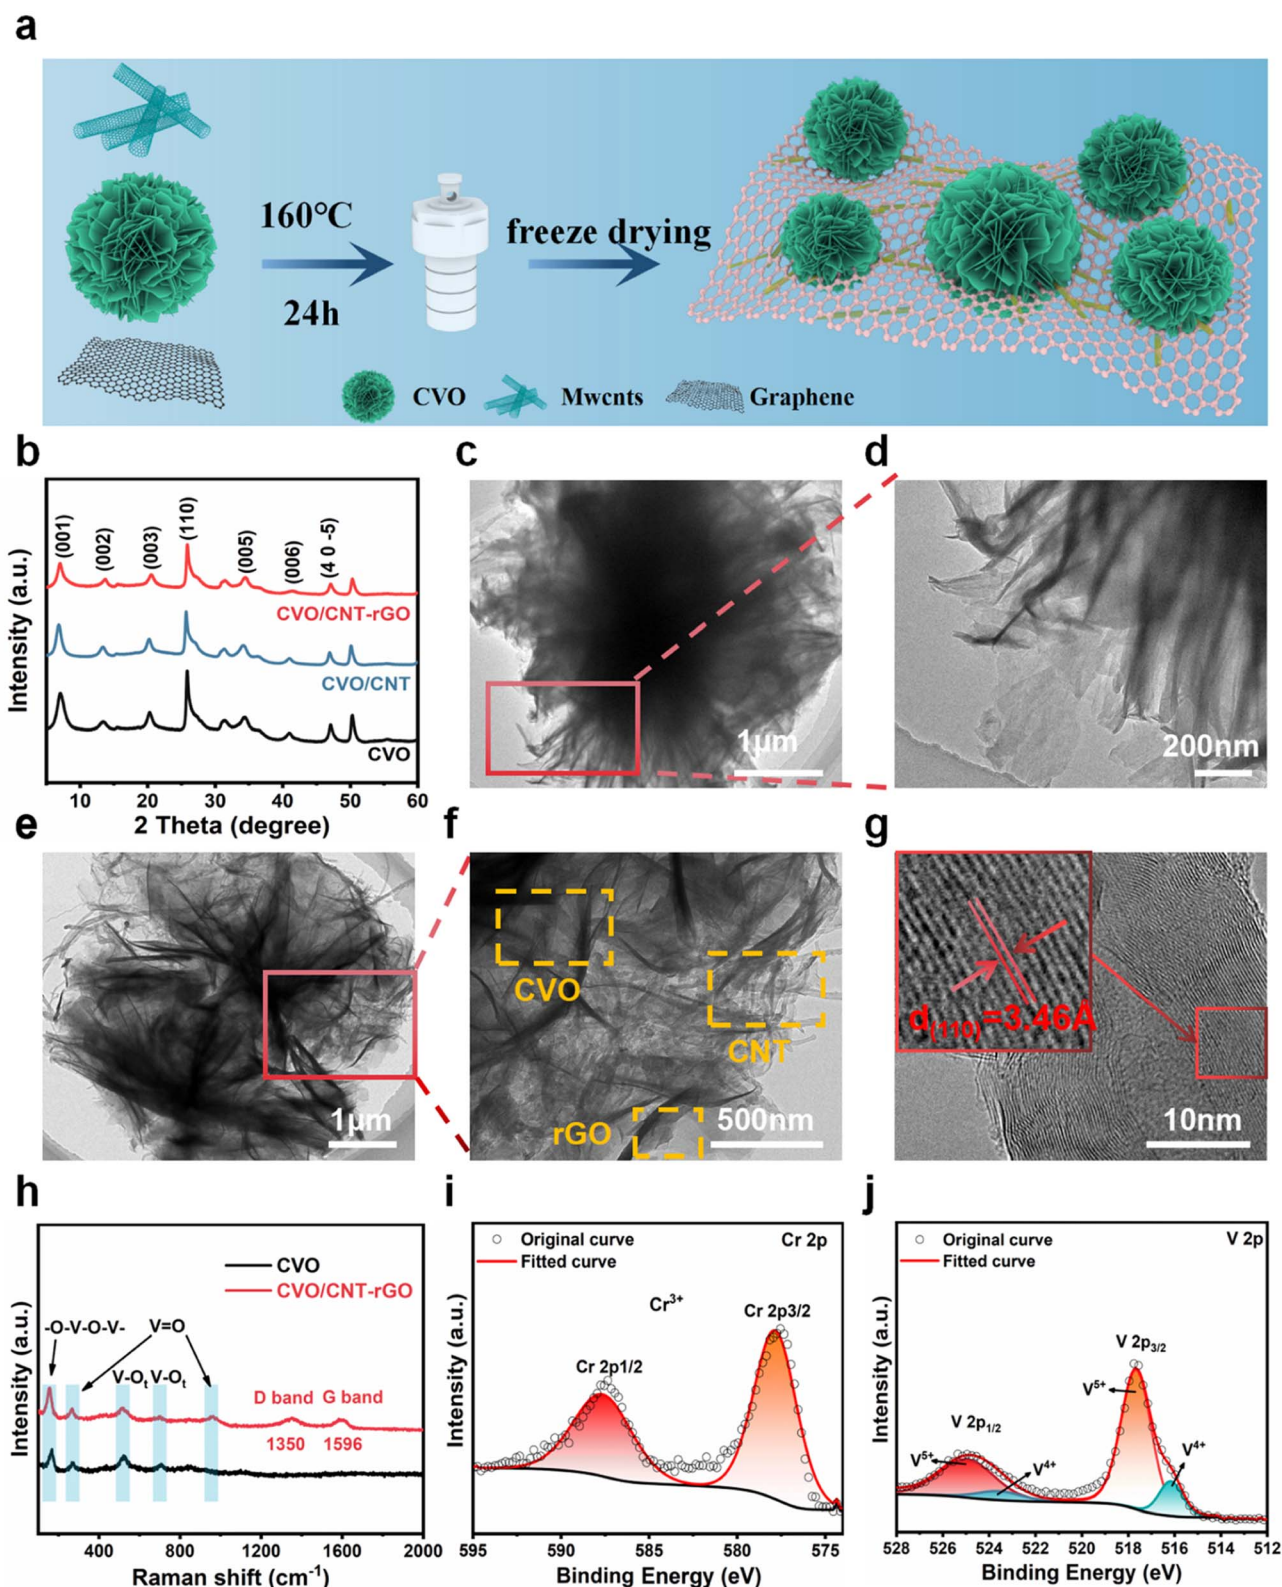 a
160°C
24h
freeze drying
CVO
Mwcnts
Graphene
b
Intensity (a.u.)
(001)
(002)
(003)
(110)
(005)
(006)
(4 0 -5)
CVO/CNT-rGO
CVO/CNT
CVO
10 20 30 40 50 60
2 Theta (degree)
c
1μm
d
200nm
e
1μm
f
CVO
CNT
rGO
500nm
g
d(110)=3.46Å
10nm
h
Intensity (a.u.)
CVO
CVO/CNT-rGO
-O-V-O-V-
V=O
V-Ot V-Ot
D band G band
1350 1596
400 800 1200 1600 2000
Raman shift (cm-1)
i
Intensity (a.u.)
Original curve
Fitted curve
Cr 2p
Cr3+
Cr 2p3/2
Cr 2p1/2
595 590 585 580 575
Binding Energy (eV)
j
Intensity (a.u.)
Original curve
Fitted curve
V 2p
V 2p3/2
V5+
V 2p1/2
V5+
V4+
V4+
528 526 524 522 520 518 516 514 512
Binding Energy (eV)